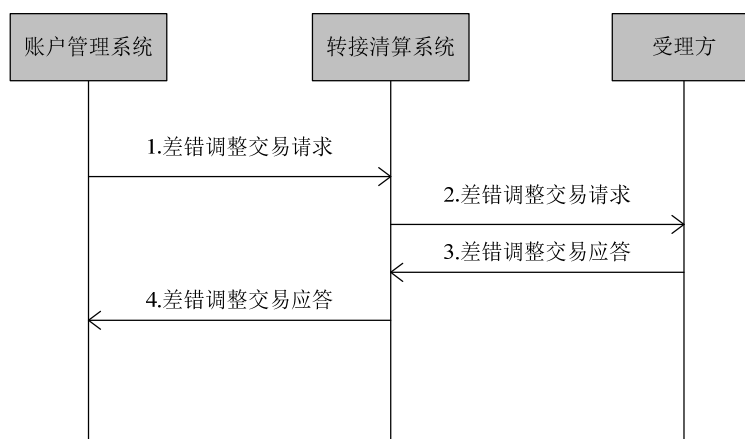 账户管理系统
转接清算系统
受理方
1.差错调整交易请求
2.差错调整交易请求
3.差错调整交易应答
4.差错调整交易应答